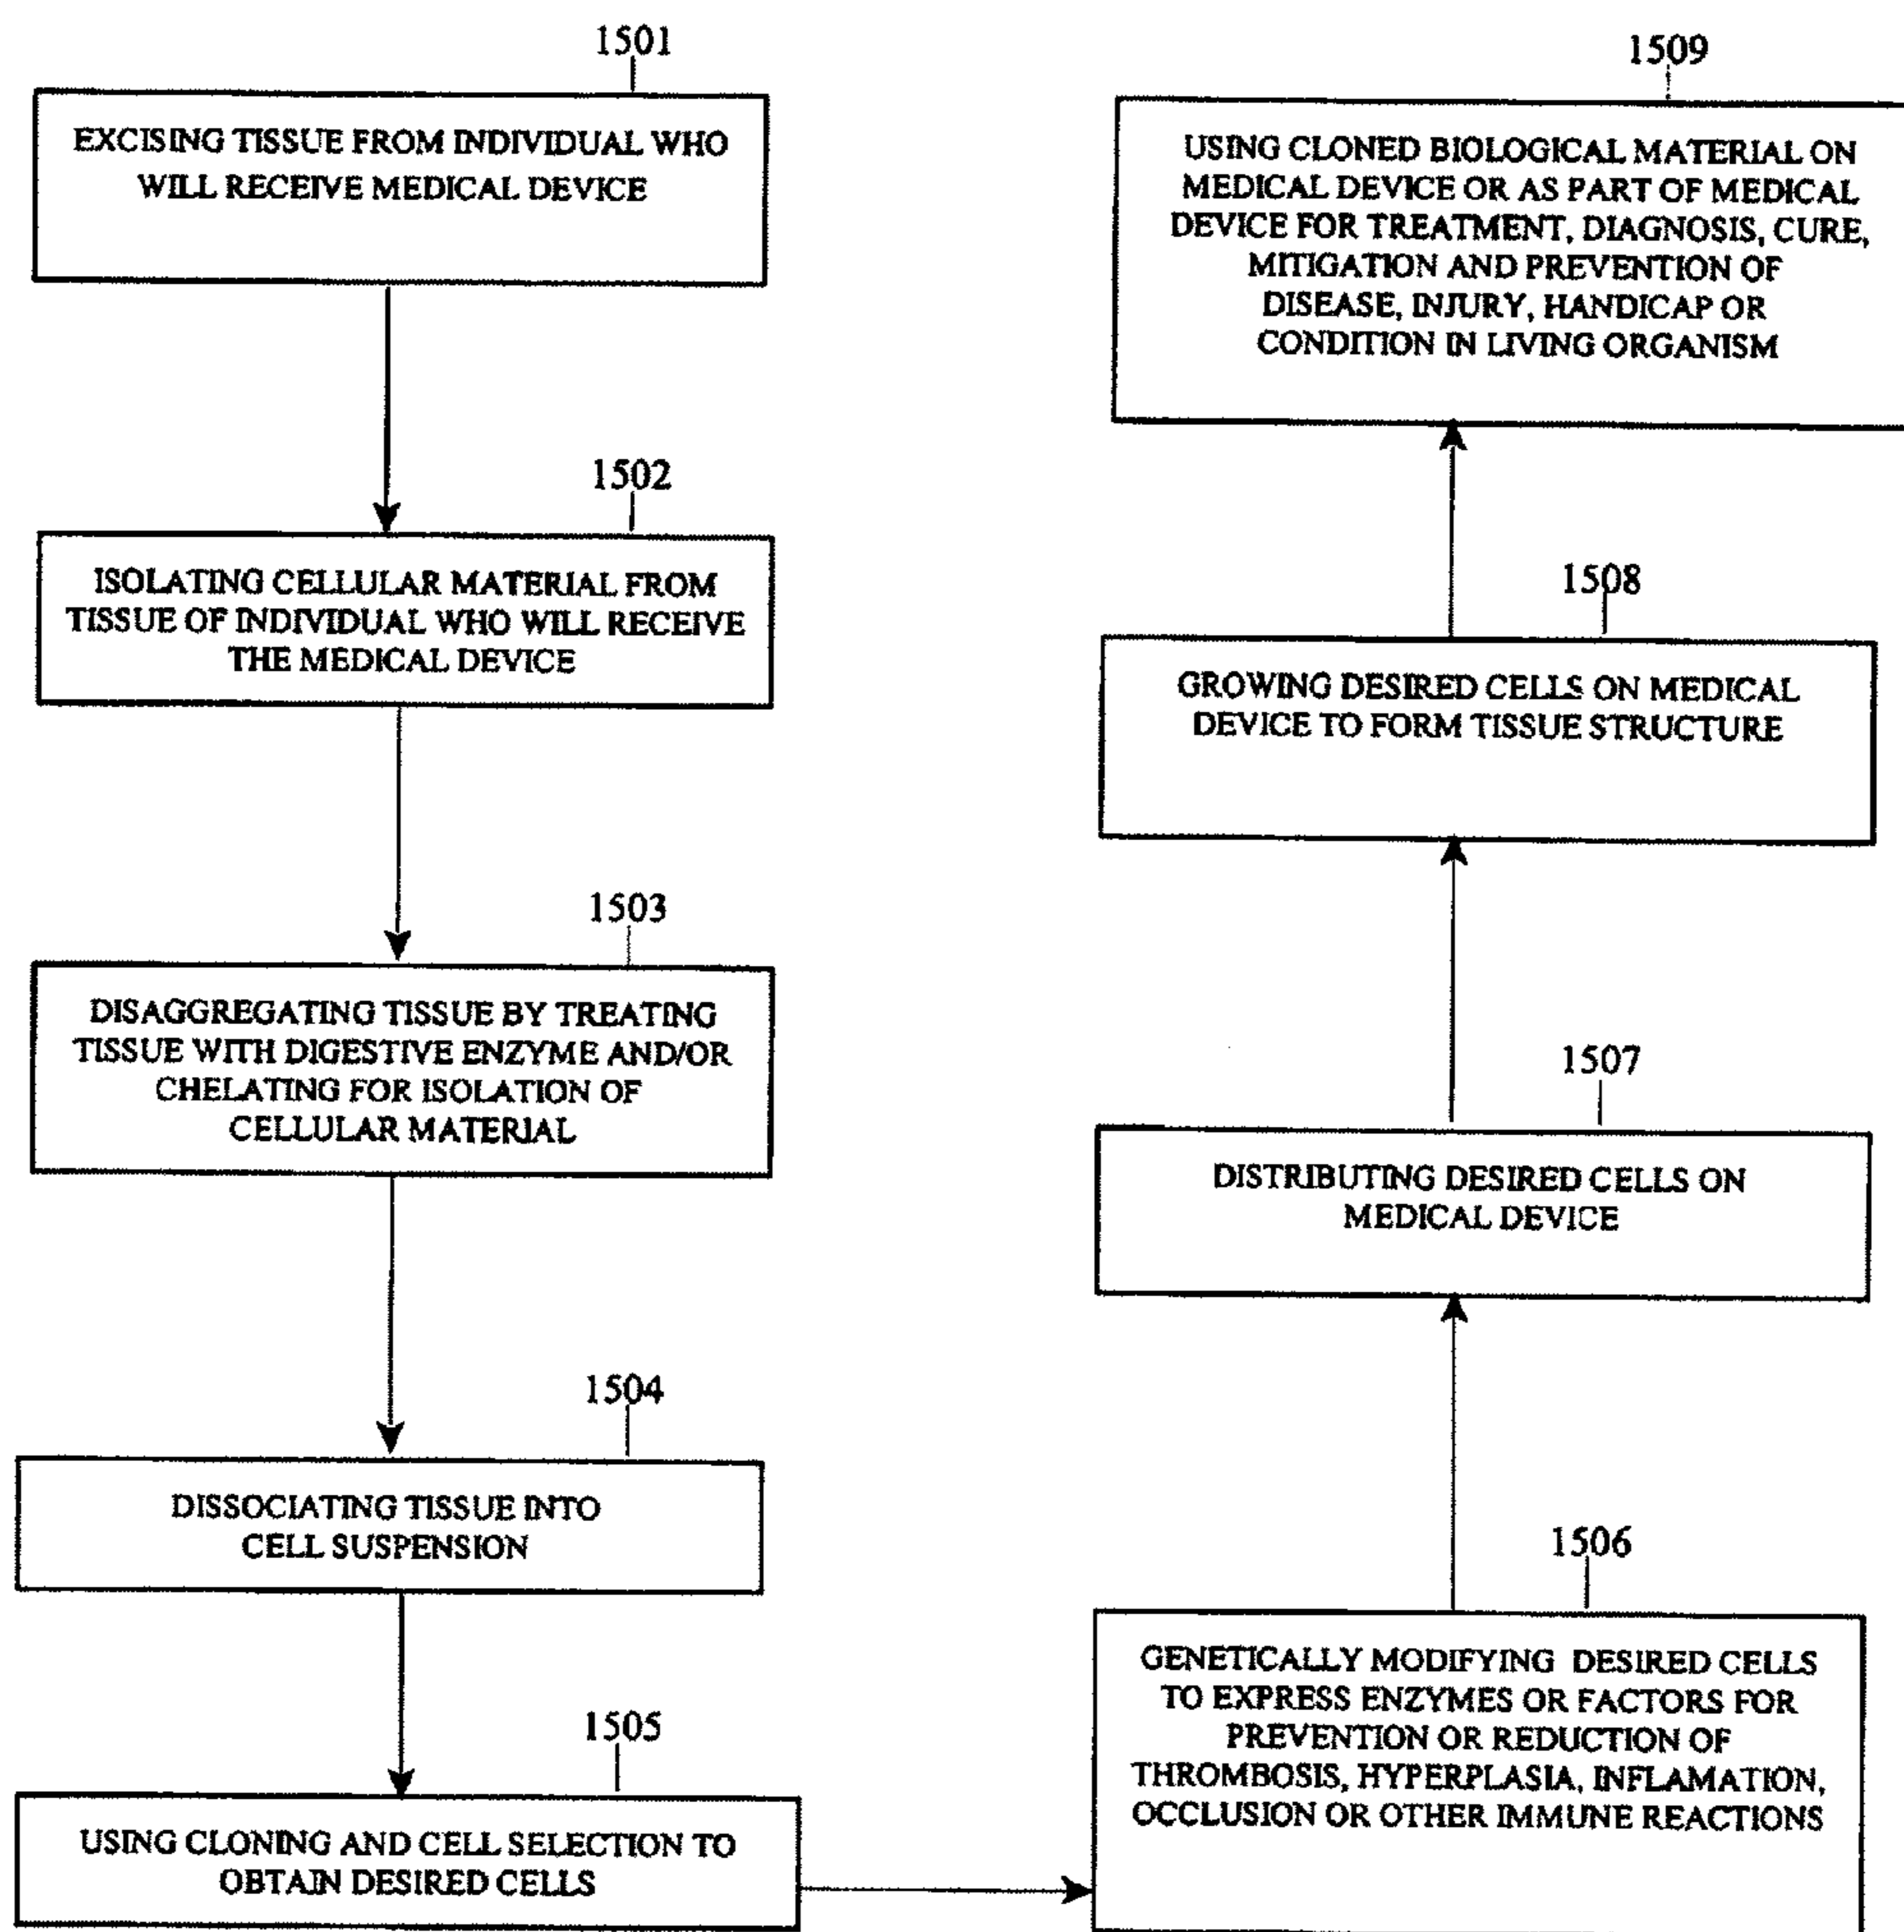 1501
EXCISING TISSUE FROM INDIVIDUAL WHO
WILL RECEIVE MEDICAL DEVICE
1502
ISOLATING CELLULAR MATERIAL FROM
TISSUE OF INDIVIDUAL WHO WILL RECEIVE
THE MEDICAL DEVICE
1503
DISAGGREGATING TISSUE BY TREATING
TISSUE WITH DIGESTIVE ENZYME AND/OR
CHELATING FOR ISOLATION OF
CELLULAR MATERIAL
1504
DISSOCIATING TISSUE INTO
CELL SUSPENSION
1505
USING CLONING AND CELL SELECTION TO
OBTAIN DESIRED CELLS
1506
GENETICALLY MODIFYING DESIRED CELLS
TO EXPRESS ENZYMES OR FACTORS FOR
PREVENTION OR REDUCTION OF
THROMBOSIS, HYPERPLASIA, INFLAMATION,
OCCLUSION OR OTHER IMMUNE REACTIONS
1507
DISTRIBUTING DESIRED CELLS ON
MEDICAL DEVICE
1508
GROWING DESIRED CELLS ON MEDICAL
DEVICE TO FORM TISSUE STRUCTURE
1509
USING CLONED BIOLOGICAL MATERIAL ON
MEDICAL DEVICE OR AS PART OF MEDICAL
DEVICE FOR TREATMENT, DIAGNOSIS, CURE,
MITIGATION AND PREVENTION OF
DISEASE, INJURY, HANDICAP OR
CONDITION IN LIVING ORGANISM